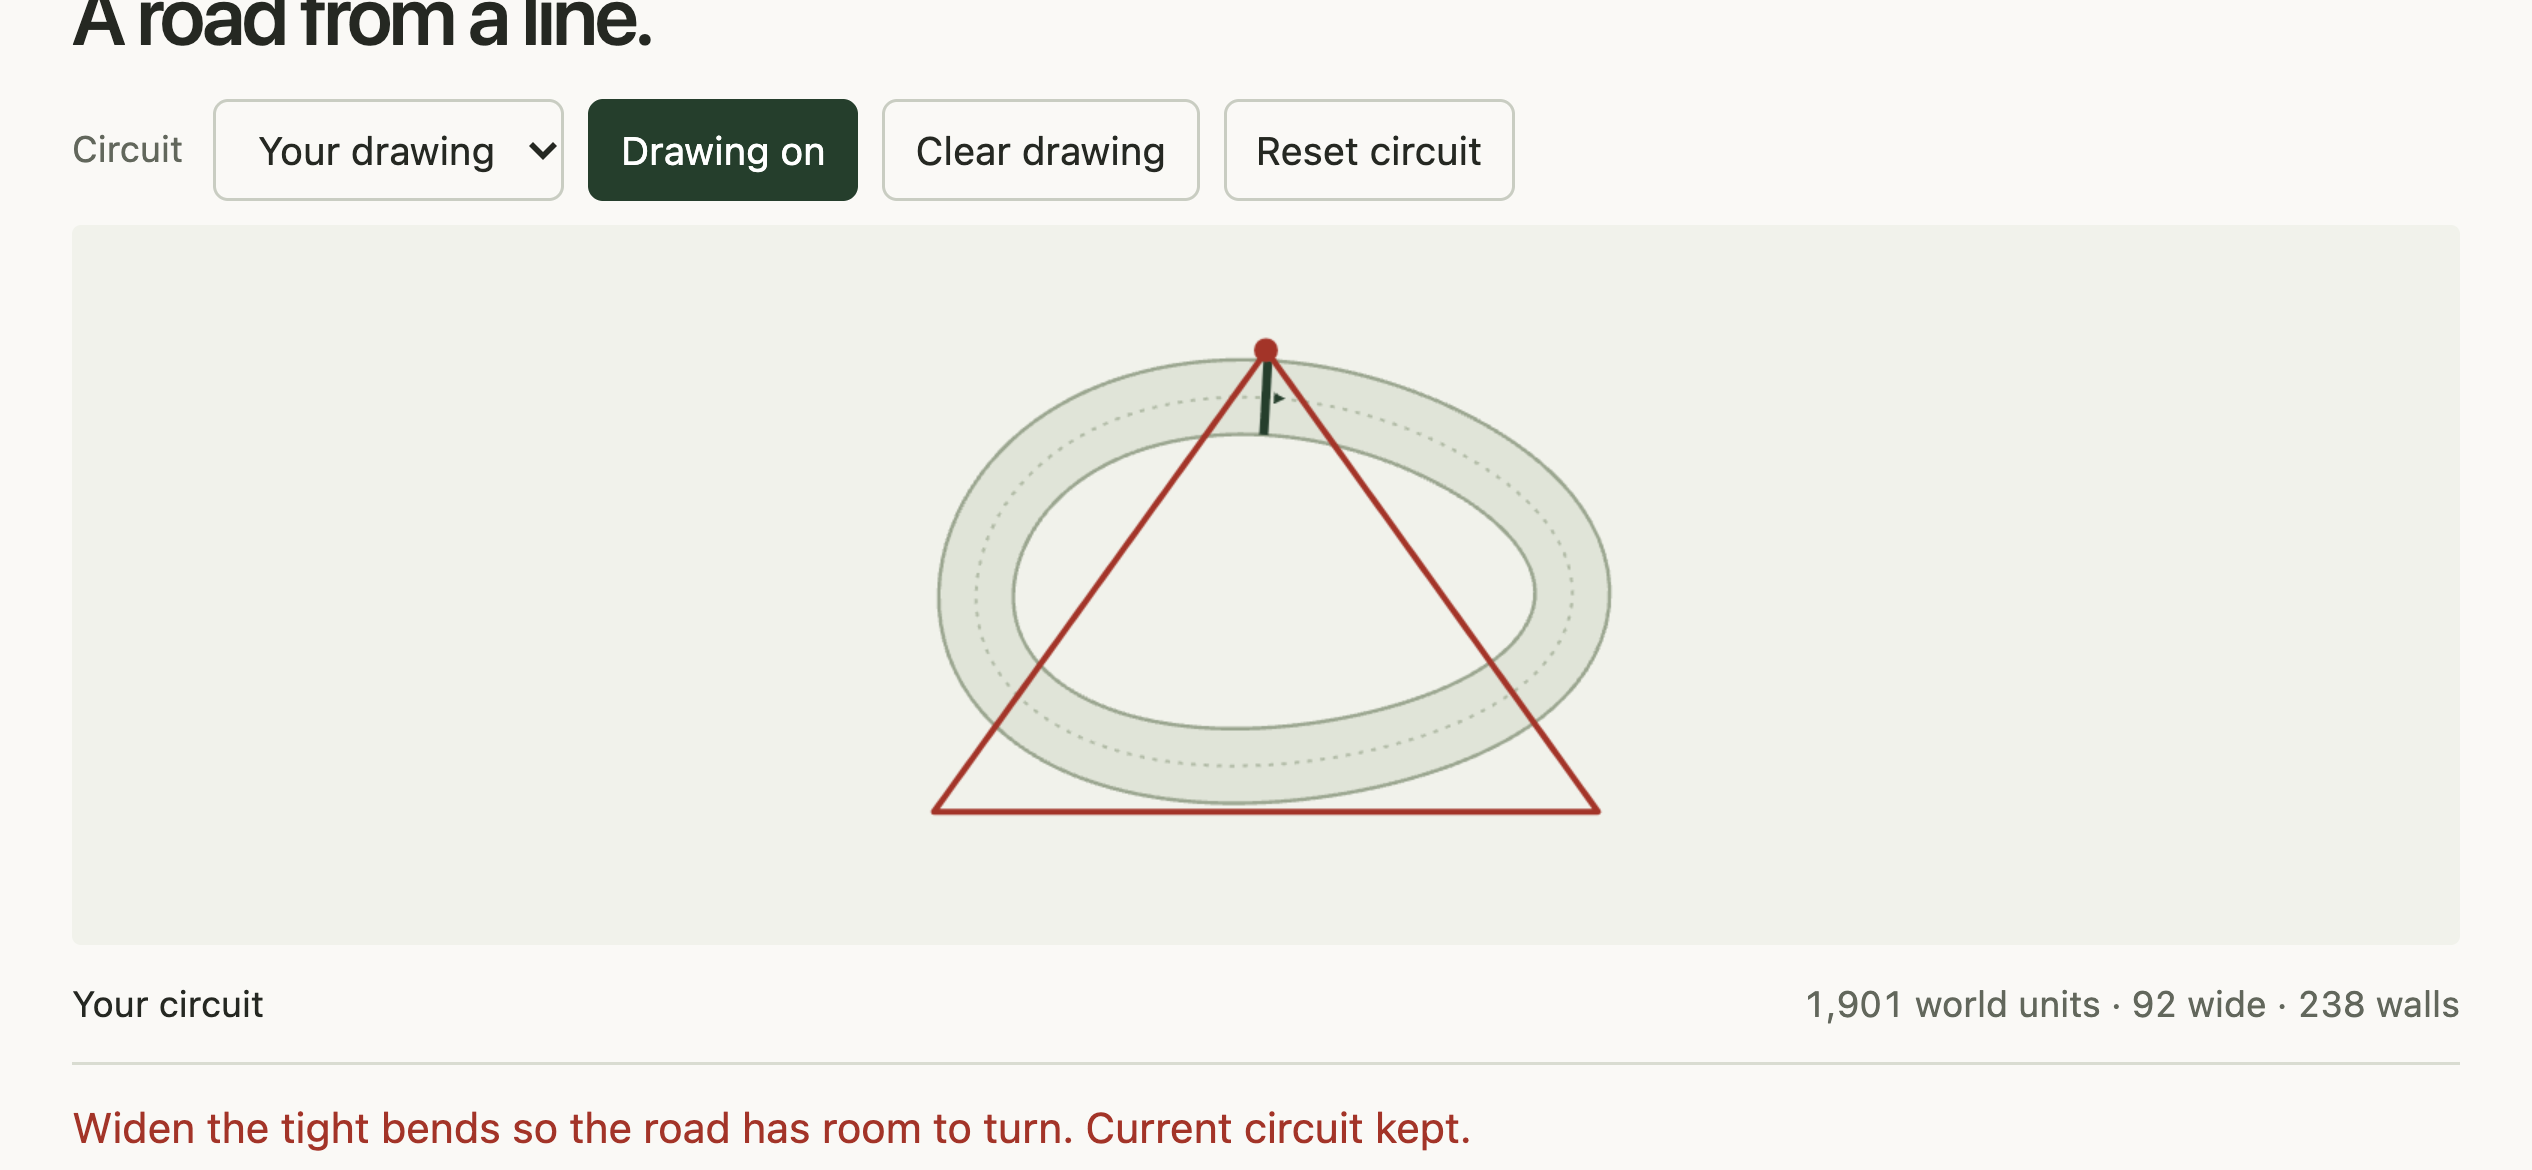 A road from a line.
Circuit Your drawing Drawing on Clear drawing Reset circuit
Your circuit 1,901 world units · 92 wide · 238 walls
Widen the tight bends so the road has room to turn. Current circuit kept.